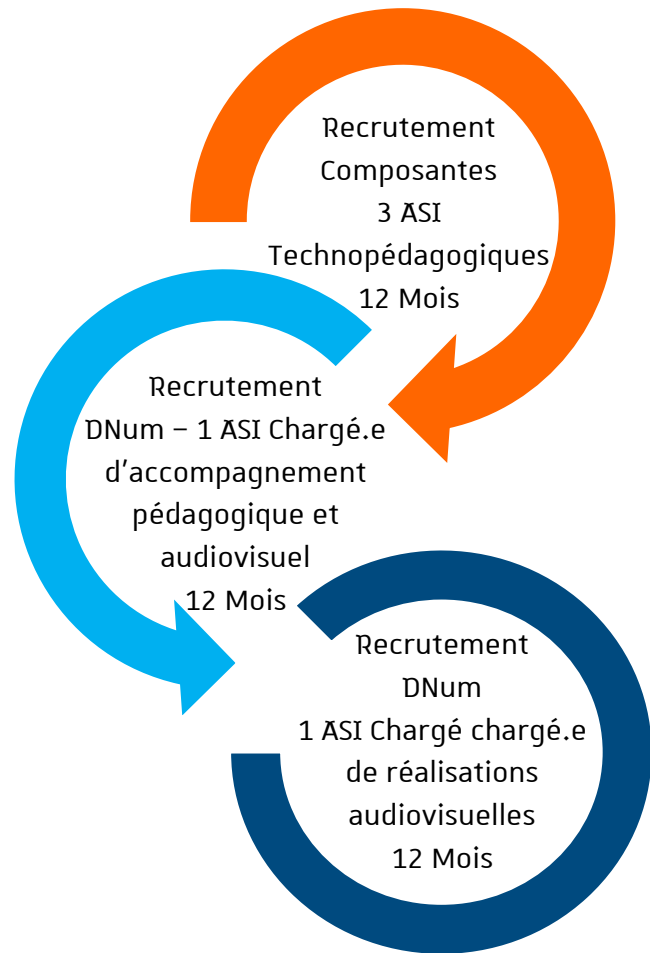 Recrutement
Composantes
3 ASI
Technopédagogiques
12 Mois
Recrutement
DNum – 1 ASI Chargé.e
d'accompagnement
pédagogique et
audiovisuel
12 Mois
Recrutement
DNum
1 ASI Chargé chargé.e
de réalisations
audiovisuelles
12 Mois